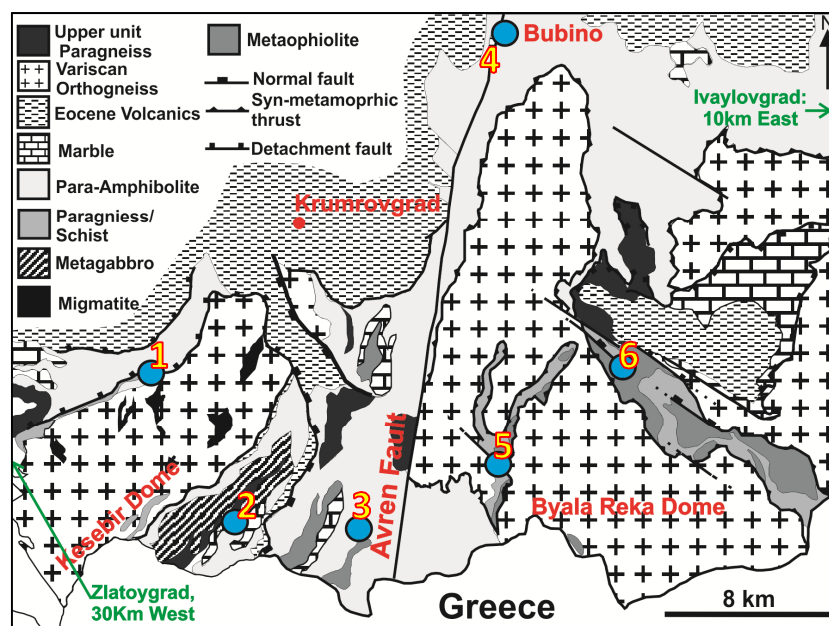 Upper unit
Paragneiss
Variscan
Orthogneiss
Eocene Volcanics
Marble
Para-Amphibolite
Paragniess/
Schist
Metagabbro
Migmatite
Metaophiolite
Normal fault
Syn-metamoprhic
thrust
Detachment fault
4
Bubino
N
Ivaylovgrad:
10km East
Krumrovgrad
1
6
5
2
3
Avren Fault
Kesebir Dome
Byala Reka Dome
Zlatoygrad,
30Km West
Greece
8 km